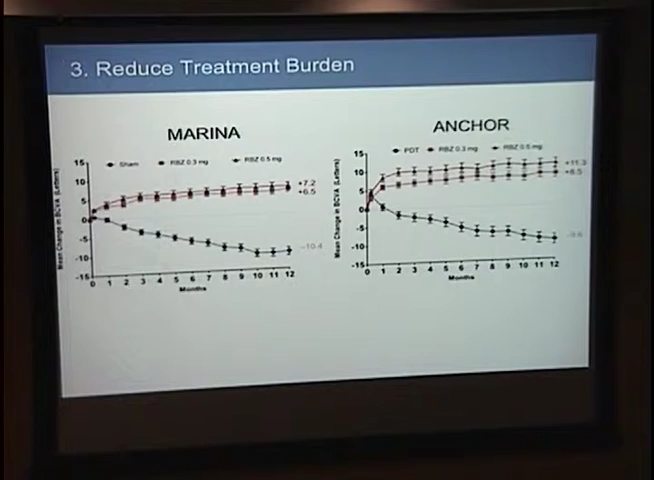 3. Reduce Treatment Burden
MARINA
Sham RBZ 0.3 mg RBZ 0.5 mg
Mean Change in BCVA (Letters)
15
10
5
0
-5
-10
-15
+7.2
+6.5
-10.4
0 1 2 3 4 5 6 7 8 9 10 11 12
Months
ANCHOR
PDT RBZ 0.3 mg RBZ 0.5 mg
Mean Change in BCVA (Letters)
15
10
5
0
-5
-10
-15
+11.3
+8.5
0 1 2 3 4 5 6 7 8 9 10 11 12
Months